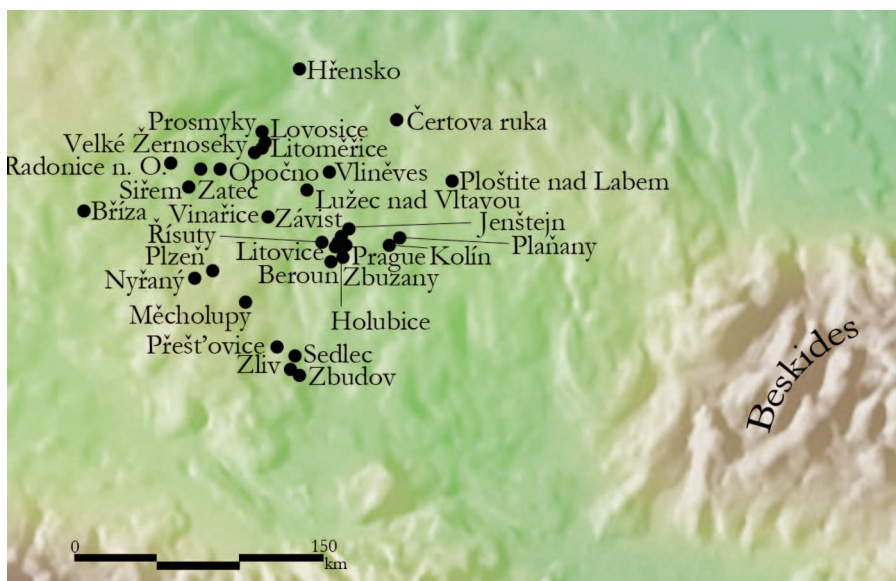 Hřensko
Čertova ruka
Prosmyky
Lovosice
Velké Žernoseky
Litoměřice
Radonice n. O.
Opočno
Vliněves
Ploštite nad Labem
Siřem
Zateč
Lužec nad Vltavou
Bříza
Vinařice
Závist
Jenštejn
Řísuty
Litovice
Prague
Kolín
Plaňany
Plzeň
Beroun
Zbuzany
Nyřaný
Měcholupy
Holubice
Přešťovice
Sedlec
Zliv
Zbudov
Beskides
0
150
km